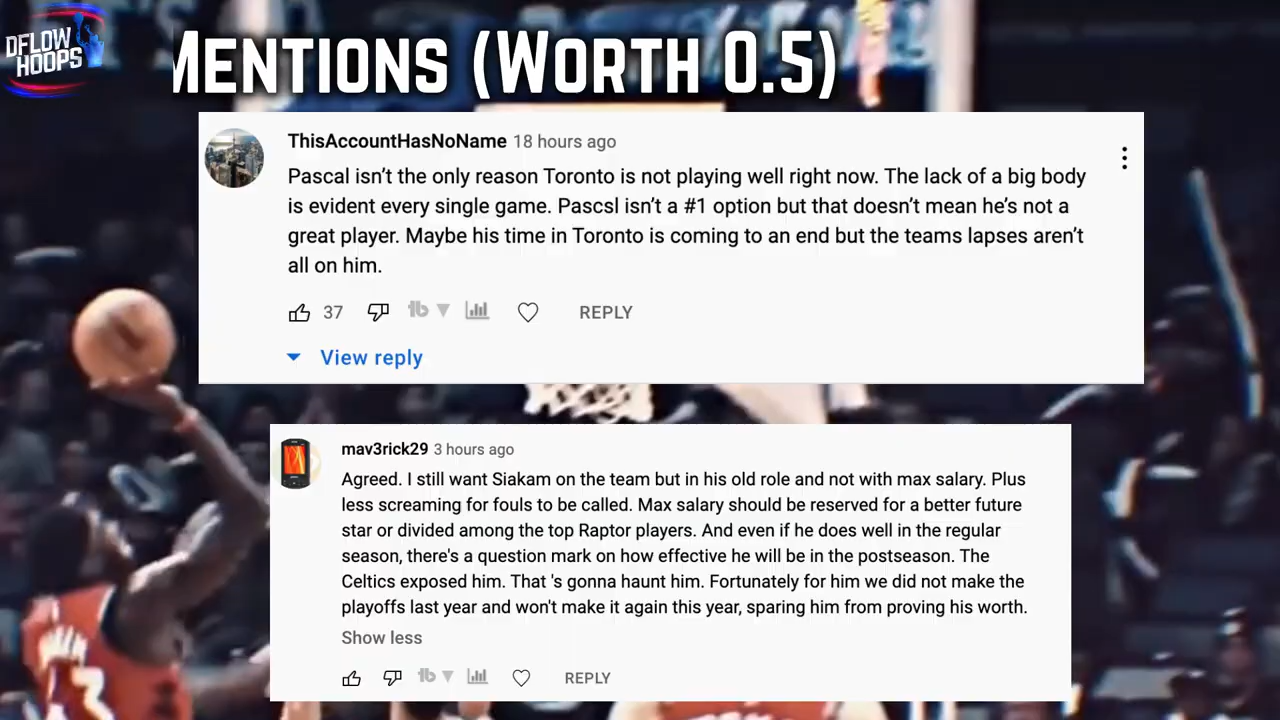 DFLOW
HOOPS
MENTIONS (WORTH 0.5)
ThisAccountHasNoName 18 hours ago
Pascal isn’t the only reason Toronto is not playing well right now. The lack of a big body
is evident every single game. Pascsl isn’t a #1 option but that doesn’t mean he’s not a
great player. Maybe his time in Toronto is coming to an end but the teams lapses aren’t
all on him.
37 REPLY
View reply
mav3rick29 3 hours ago
Agreed. I still want Siakam on the team but in his old role and not with max salary. Plus
less screaming for fouls to be called. Max salary should be reserved for a better future
star or divided among the top Raptor players. And even if he does well in the regular
season, there's a question mark on how effective he will be in the postseason. The
Celtics exposed him. That 's gonna haunt him. Fortunately for him we did not make the
playoffs last year and won't make it again this year, sparing him from proving his worth.
Show less
REPLY